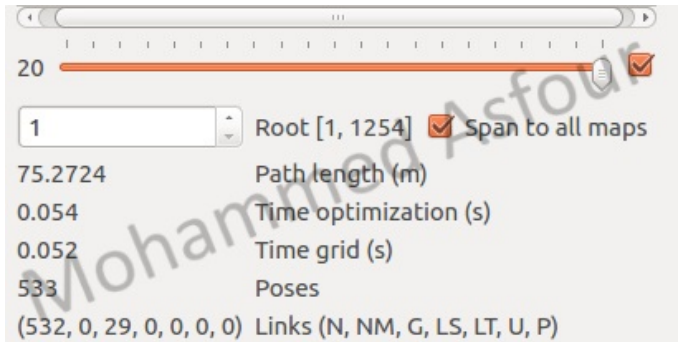 20
1 Root [1, 1254] Span to all maps
75.2724 Path length (m)
0.054 Time optimization (s)
0.052 Time grid (s)
533 Poses
(532, 0, 29, 0, 0, 0, 0) Links (N, NM, G, LS, LT, U, P)
Mohammed Asfour